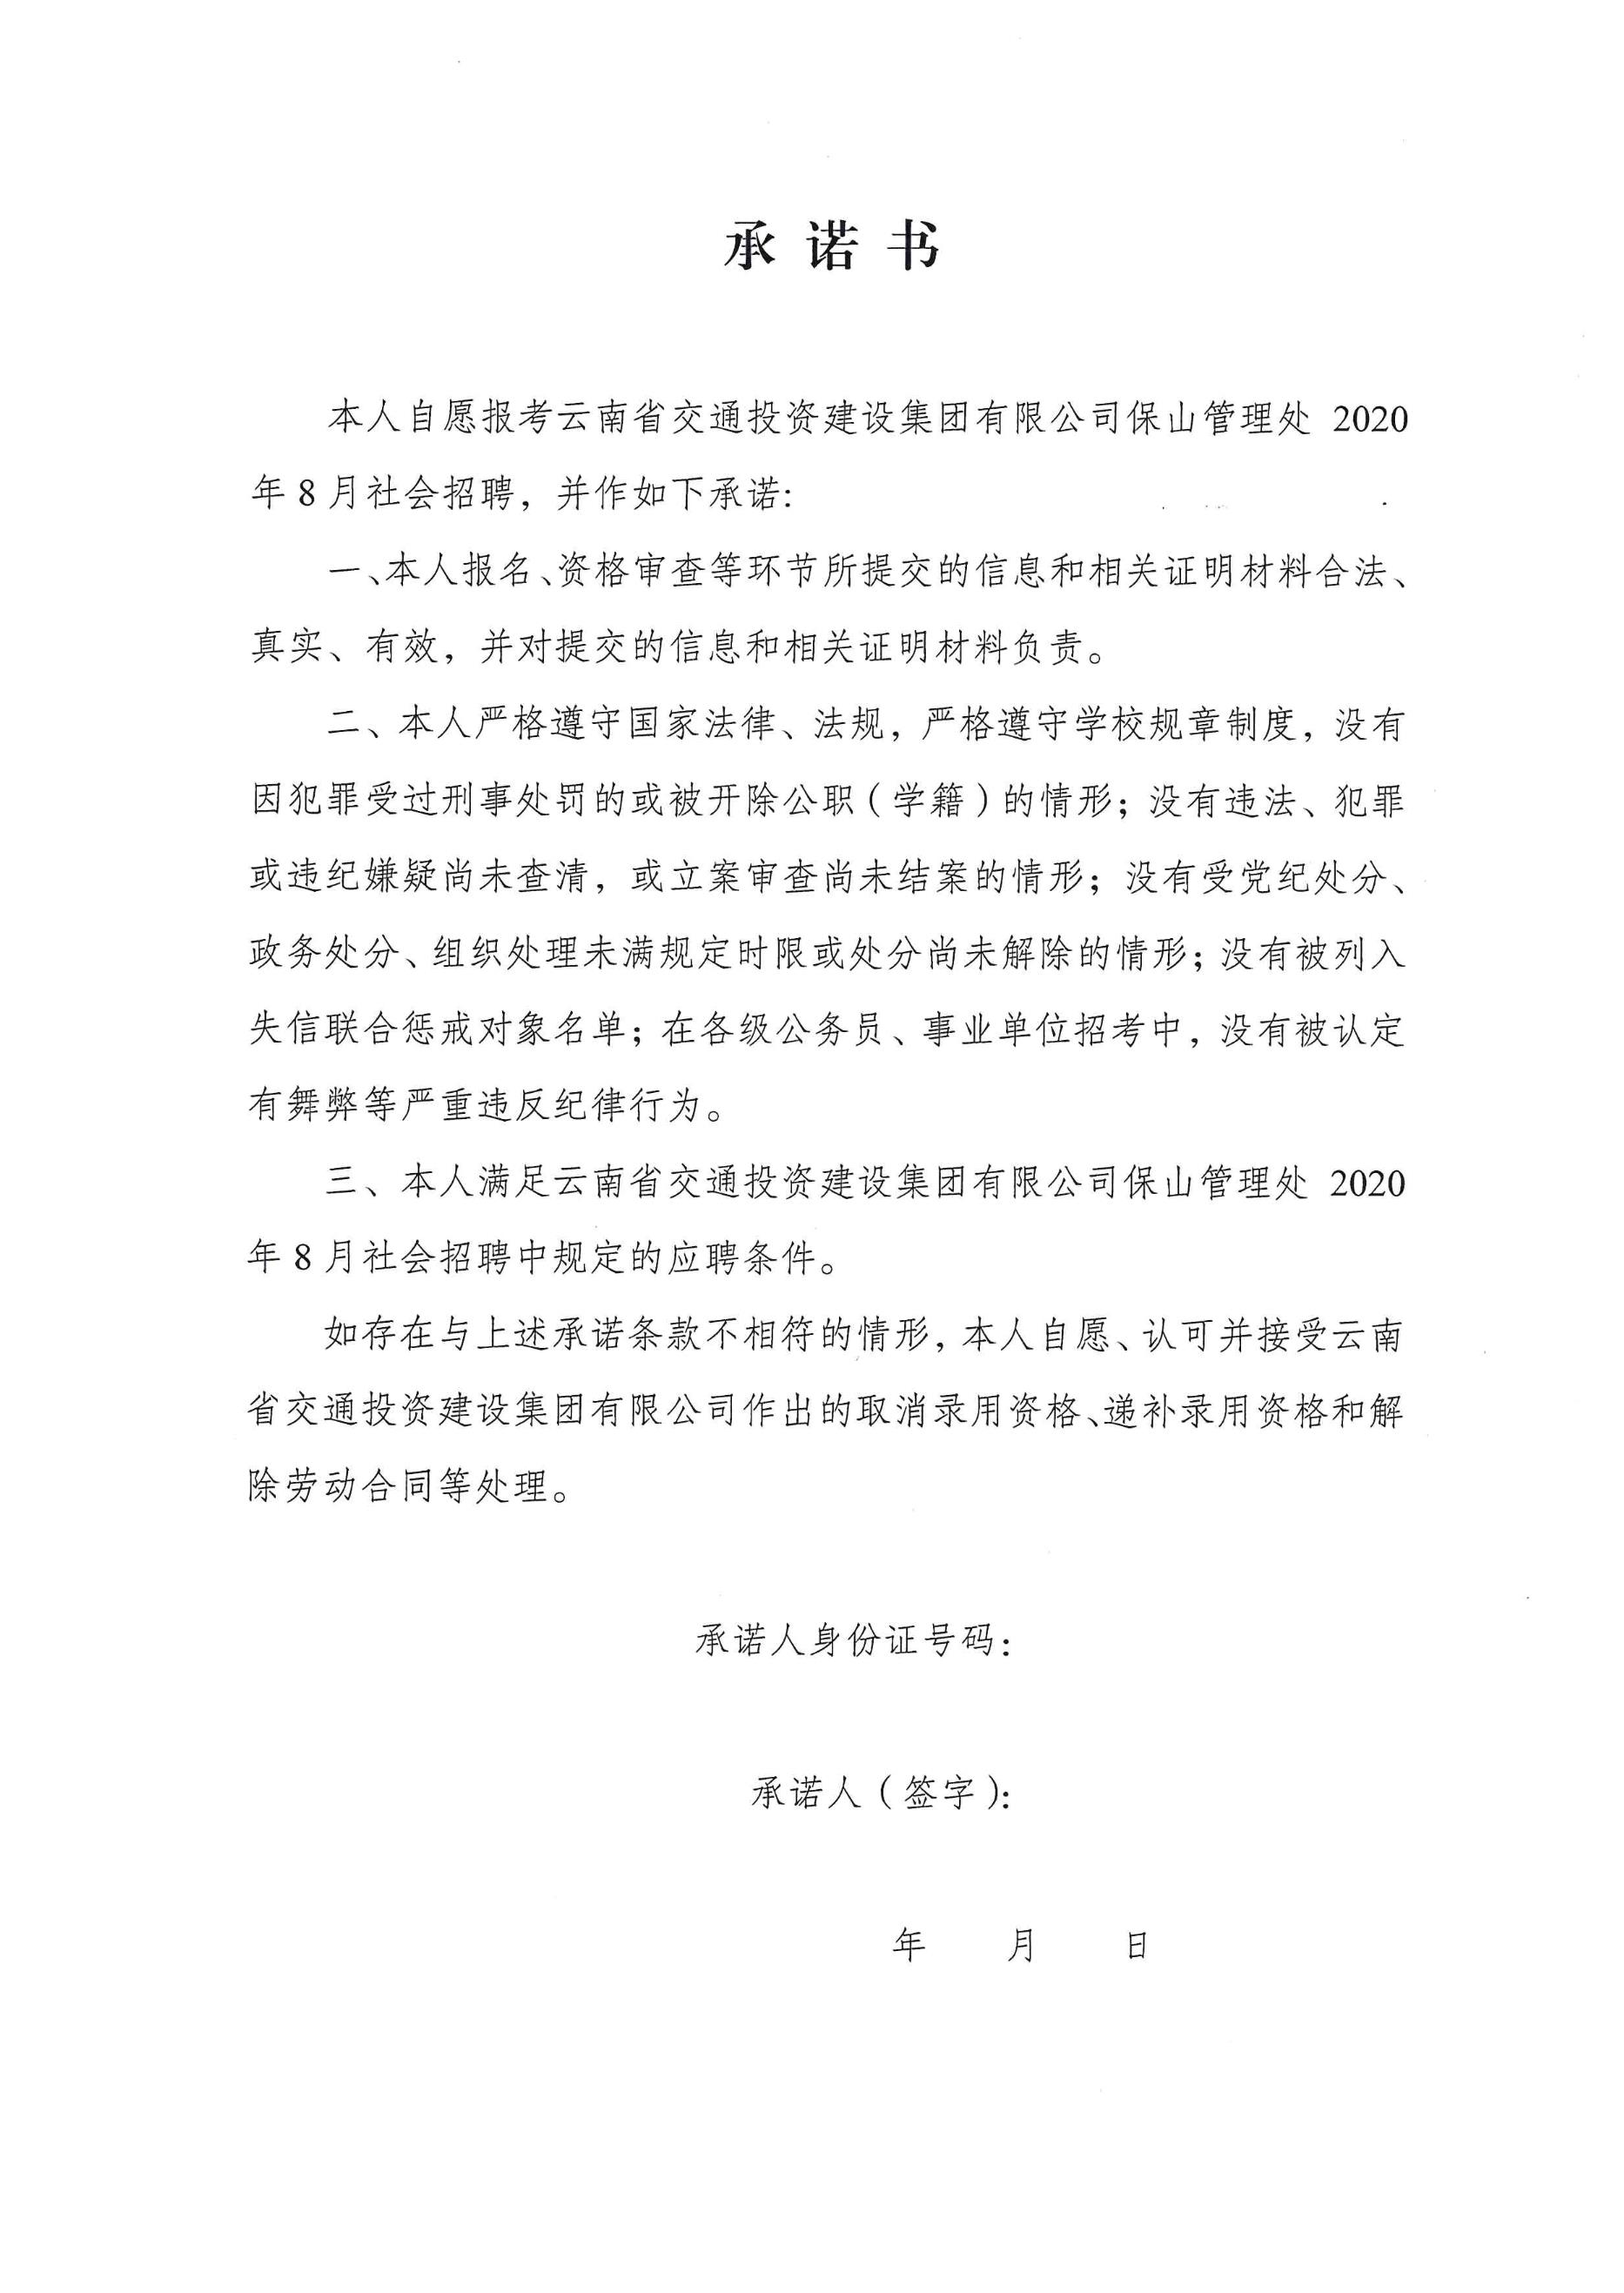 承诺书
本人自愿报考云南省交通投资建设集团有限公司保山管理处 2020
年 8 月社会招聘，并作如下承诺:
一、本人报名、资格审查等环节所提交的信息和相关证明材料合法、
真实、有效，并对提交的信息和相关证明材料负责。
二、本人严格遵守国家法律、法规，严格遵守学校规章制度，没有
因犯罪受过刑事处罚的或被开除公职（学籍）的情形；没有违法、犯罪
或违纪嫌疑尚未查清，或立案审查尚未结案的情形；没有受党纪处分、
政务处分、组织处理未满规定时限或处分尚未解除的情形；没有被列入
失信联合惩戒对象名单；在各级公务员、事业单位招考中，没有被认定
有舞弊等严重违反纪律行为。
三、本人满足云南省交通投资建设集团有限公司保山管理处 2020
年 8 月社会招聘中规定的应聘条件。
如存在与上述承诺条款不相符的情形，本人自愿、认可并接受云南
省交通投资建设集团有限公司作出的取消录用资格、递补录用资格和解
除劳动合同等处理。
承诺人身份证号码：
承诺人（签字）：
年 月 日